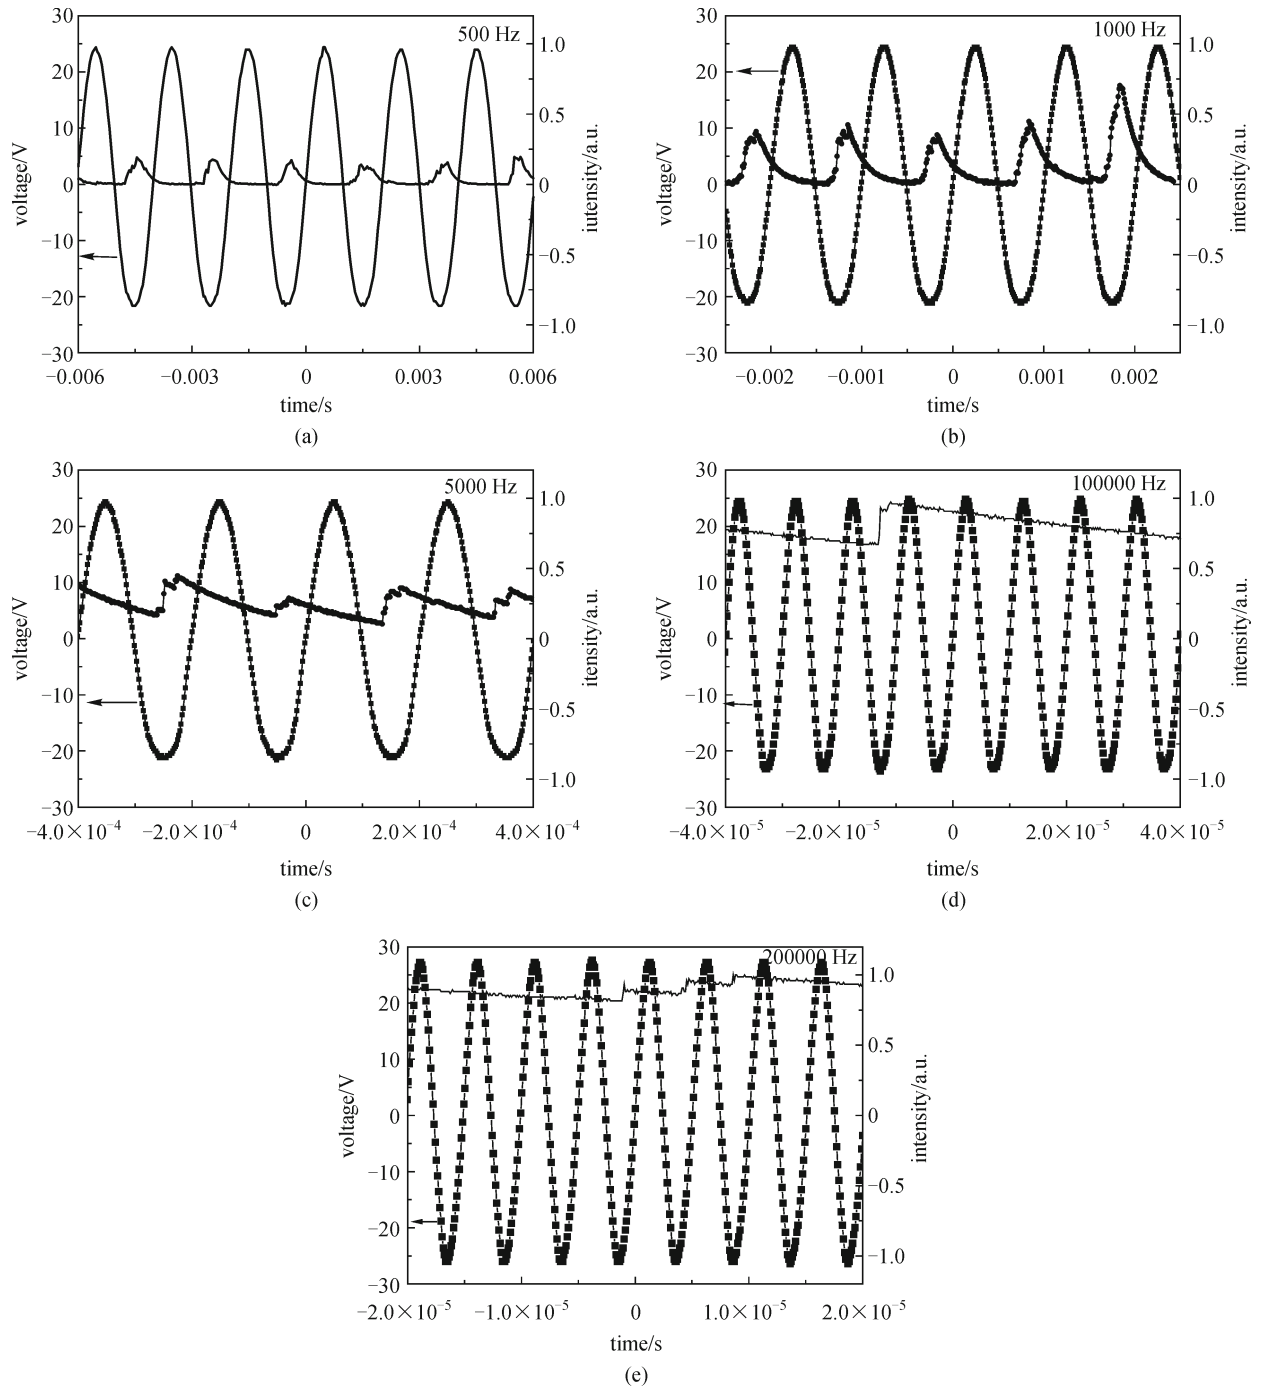 500 Hz
30
20
10
0
−10
−20
−30
1.0
0.5
0
−0.5
−1.0
voltage/V
iutensity/a.u.
−0.006 −0.003 0 0.003 0.006
time/s
(a)
1000 Hz
30
20
10
0
−10
−20
−30
1.0
0.5
0
−0.5
−1.0
voltage/V
intensity/a.u.
−0.002 −0.001 0 0.001 0.002
time/s
(b)
5000 Hz
30
20
10
0
−10
−20
−30
1.0
0.5
0
−0.5
−1.0
voltage/V
itensity/a.u.
−4.0×10⁻⁴ −2.0×10⁻⁴ 0 2.0×10⁻⁴ 4.0×10⁻⁴
time/s
(c)
100000 Hz
30
20
10
0
−10
−20
−30
1.0
0.5
0
−0.5
−1.0
voltage/V
intensity/a.u.
−4.0×10⁻⁵ −2.0×10⁻⁵ 0 2.0×10⁻⁵ 4.0×10⁻⁵
time/s
(d)
200000 Hz
30
20
10
0
−10
−20
−30
1.0
0.5
0
−0.5
−1.0
voltage/V
intensity/a.u.
−2.0×10⁻⁵ −1.0×10⁻⁵ 0 1.0×10⁻⁵ 2.0×10⁻⁵
time/s
(e)